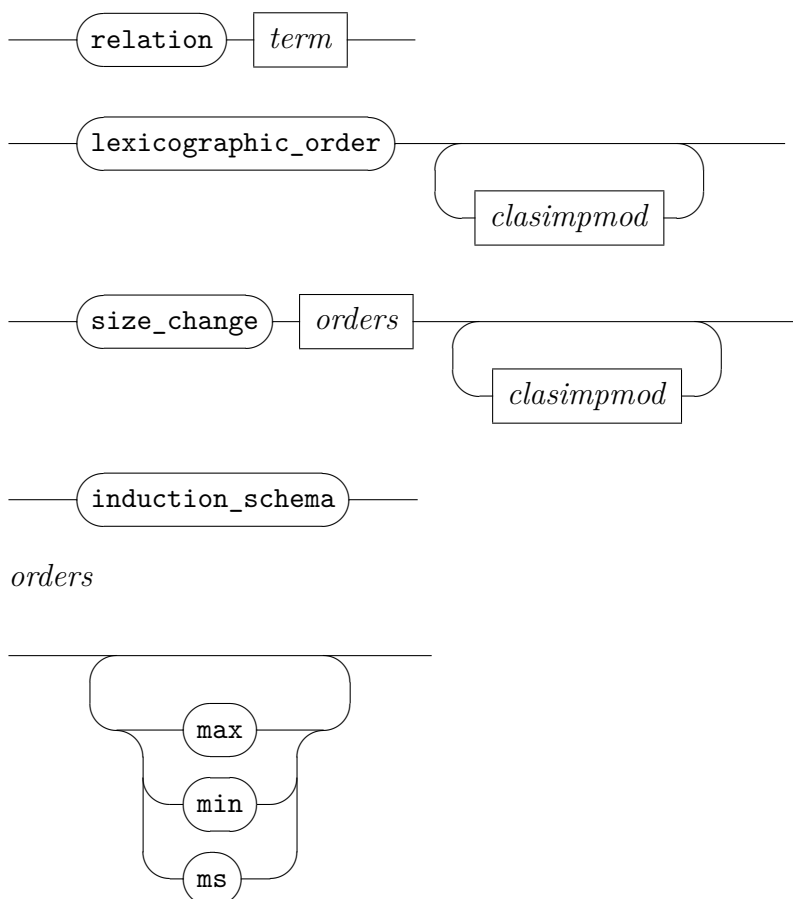 relation term
lexicographic_order
clasimpmod
size_change orders
clasimpmod
induction_schema
orders
max
min
ms